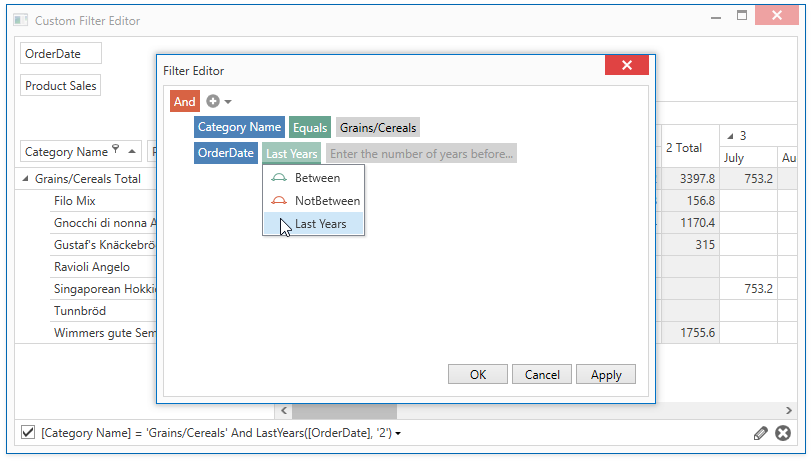 Custom Filter Editor
OrderDate
Product Sales
Category Name
Filter Editor
And
Category Name Equals Grains/Cereals
OrderDate Last Years Enter the number of years before...
Between
NotBetween
Last Years
OK Cancel Apply
2 Total 3
July Au
Grains/Cereals Total 3397.8 753.2
Filo Mix 156.8
Gnocchi di nonna A 1170.4
Gustaf's Knäckebrö 315
Ravioli Angelo
Singaporean Hokki 753.2
Tunnbröd
Wimmers gute Sem 1755.6
[Category Name] = 'Grains/Cereals' And LastYears([OrderDate], '2')